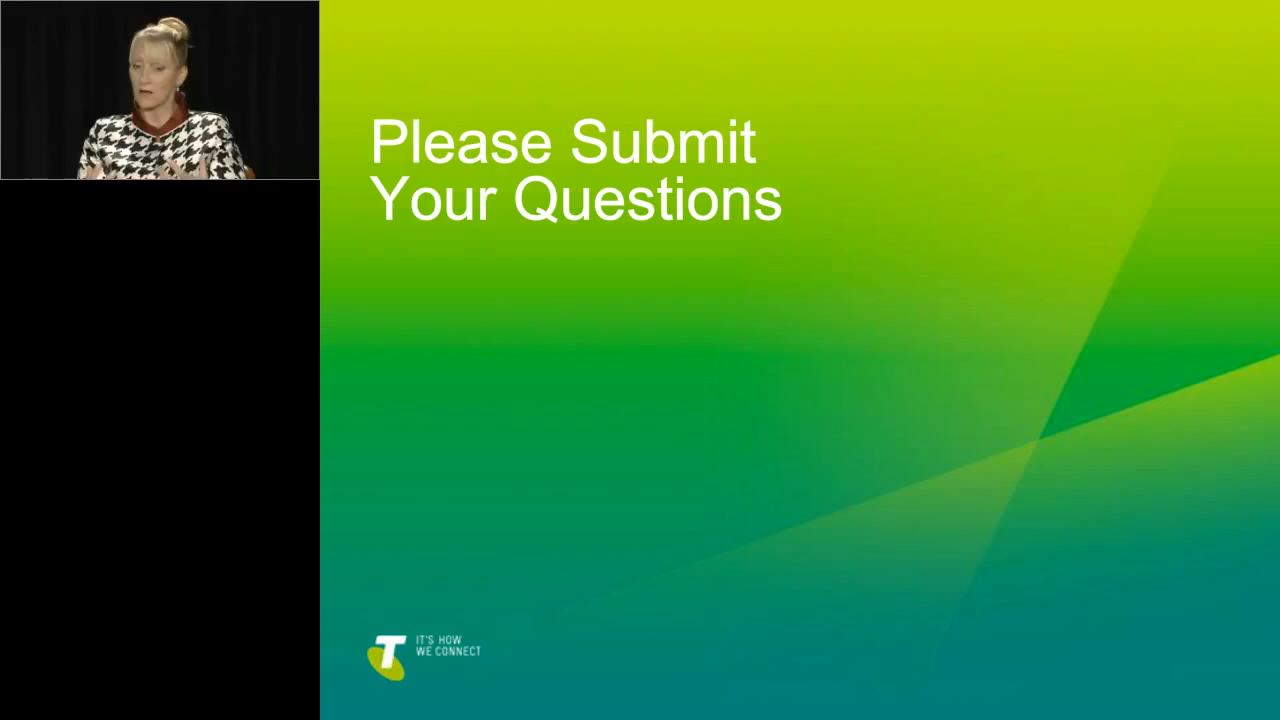 Please Submit
Your Questions
T
IT'S HOW
WE CONNECT